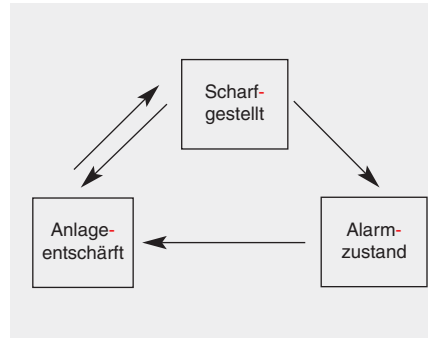 Scharf-
gestellt
Anlage-
entschärft
Alarm-
zustand